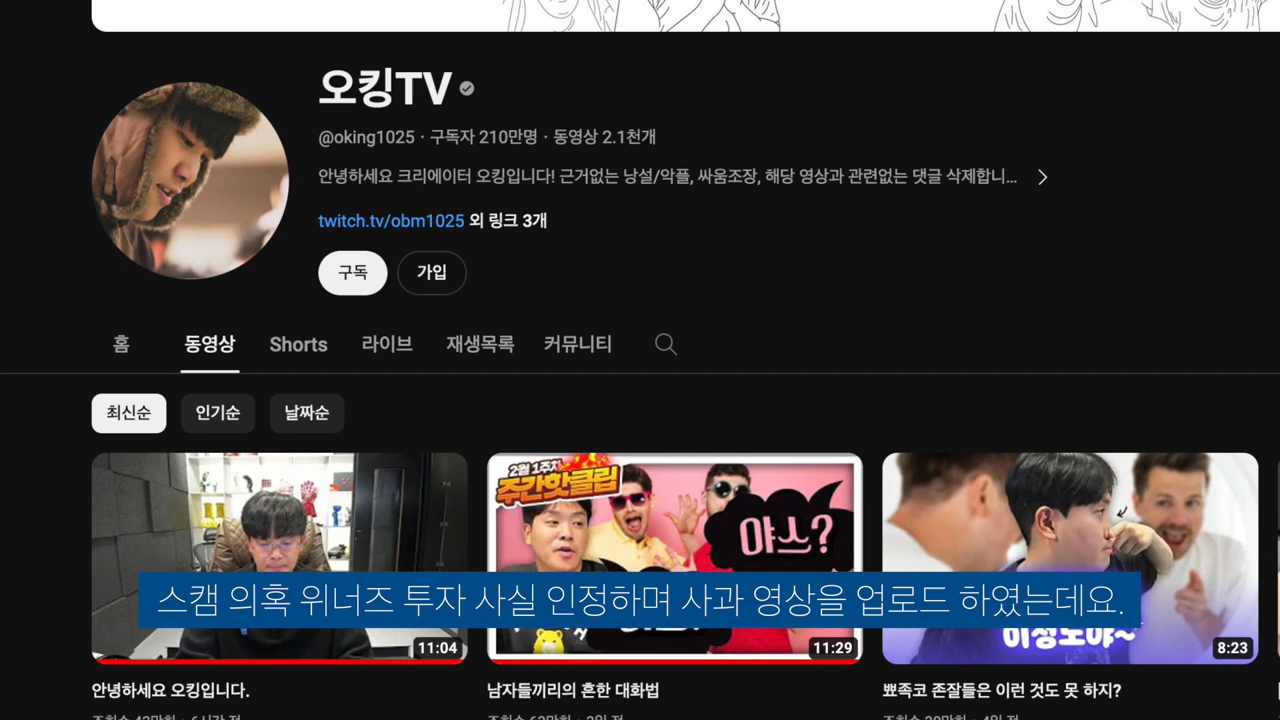 오킹TV
@oking1025 · 구독자 210만명 · 동영상 2.1천개
안녕하세요 크리에이터 오킹입니다! 근거없는 낭설/악플, 싸움조장, 해당 영상과 관련없는 댓글 삭제합니...
twitch.tv/obm1025 외 링크 3개
구독 가입
홈 동영상 Shorts 라이브 재생목록 커뮤니티
최신순 인기순 날짜순
2월 1주차
주간핫클립
야스?
스캠 의혹 위너즈 투자 사실 인정하며 사과 영상을 업로드 하였는데요.
11:04 11:29 8:23
안녕하세요 오킹입니다. 남자들끼리의 흔한 대화법 뽀족코 존잘들은 이런 것도 못 하지?